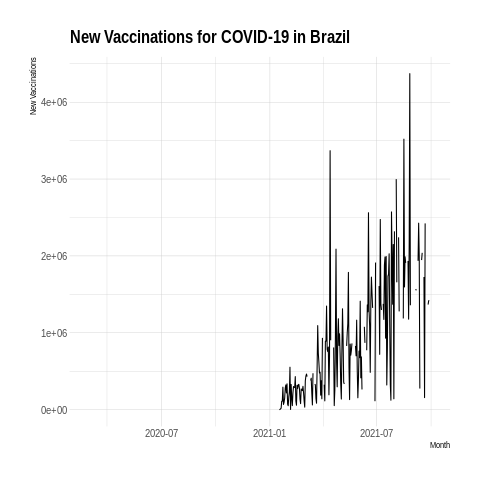 New Vaccinations for COVID-19 in Brazil
New Vaccinations
4e+06
3e+06
2e+06
1e+06
0e+00
2020-07 2021-01 2021-07
Month